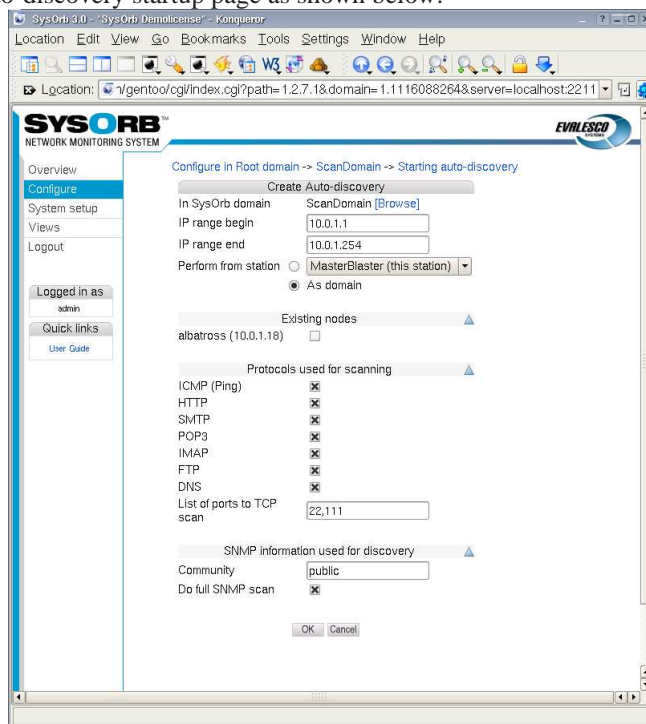 o-discovery startup page as shown below.
SysOrb 3.0 - "SysOrb Demolicense" - Konqueror
Location Edit View Go Bookmarks Tools Settings Window Help
Location: n/gentoo/cgi/index.cgi?path=1.2.7.1&domain=1.1116088264&server=localhost:2211
SYSORB™
NETWORK MONITORING SYSTEM
EVALESCO
SYSTEMS
Overview
Configure
System setup
Views
Logout
Logged in as
admin
Quick links
User Guide
Configure in Root domain -> ScanDomain -> Starting auto-discovery
Create Auto-discovery
In SysOrb domain ScanDomain [Browse]
IP range begin 10.0.1.1
IP range end 10.0.1.254
Perform from station MasterBlaster (this station)
As domain
Existing nodes
albatross (10.0.1.18)
Protocols used for scanning
ICMP (Ping)
HTTP
SMTP
POP3
IMAP
FTP
DNS
List of ports to TCP scan 22,111
SNMP information used for discovery
Community public
Do full SNMP scan
OK Cancel